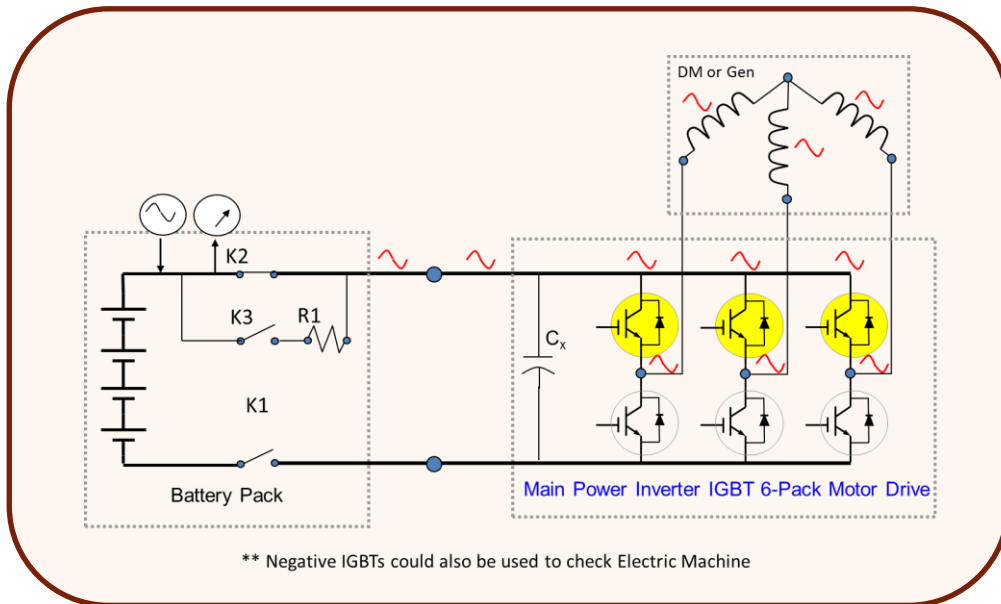 DM or Gen
K2
K3
R1
Cx
K1
Battery Pack
Main Power Inverter IGBT 6-Pack Motor Drive
** Negative IGBTs could also be used to check Electric Machine